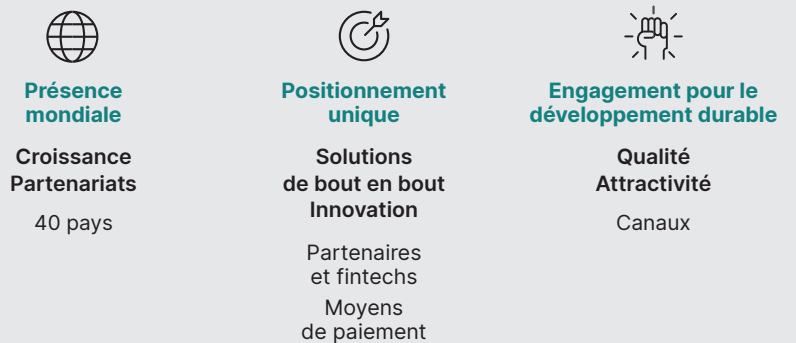 Présence
mondiale
Croissance
Partenariats
40 pays
Positionnement
unique
Solutions
de bout en bout
Innovation
Partenaires
et fintechs
Moyens
de paiement
Engagement pour le
développement durable
Qualité
Attractivité
Canaux